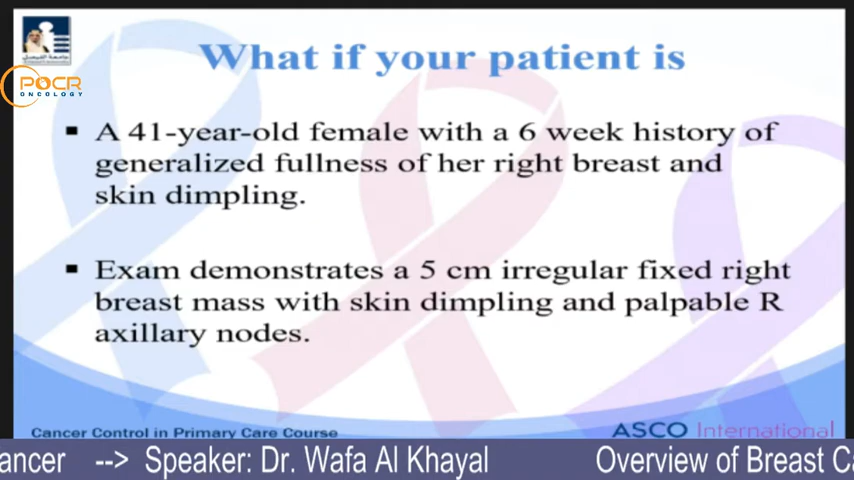 What if your patient is
POCR
ONCOLOGY
▪ A 41-year-old female with a 6 week history of
generalized fullness of her right breast and
skin dimpling.
▪ Exam demonstrates a 5 cm irregular fixed right
breast mass with skin dimpling and palpable R
axillary nodes.
Cancer Control in Primary Care Course
ASCO International
ancer --> Speaker: Dr. Wafa Al Khayal Overview of Breast Ca